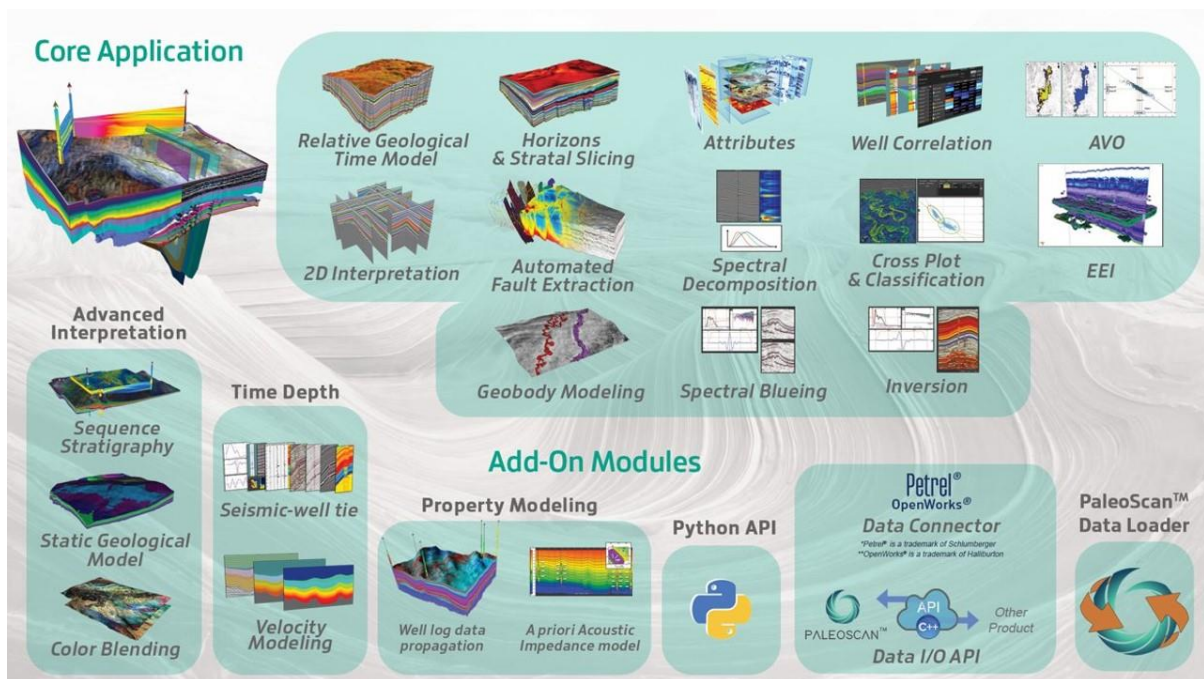 Core Application
Relative Geological
Time Model
Horizons
& Stratal Slicing
Attributes
Well Correlation
AVO
2D Interpretation
Automated
Fault Extraction
Spectral
Decomposition
Cross Plot
& Classification
EEI
Geobody Modeling
Spectral Blueing
Inversion
Advanced
Interpretation
Sequence
Stratigraphy
Static Geological
Model
Color Blending
Time Depth
Seismic-well tie
Velocity
Modeling
Add-On Modules
Property Modeling
Well log data
propagation
A priori Acoustic
Impedance model
Python API
Petrel®
OpenWorks®
Data Connector
*Petrel® is a trademark of Schlumberger
**OpenWorks® is a trademark of Halliburton
PALEOSCAN™
API
C++
Other
Product
Data I/O API
PaleoScan™
Data Loader